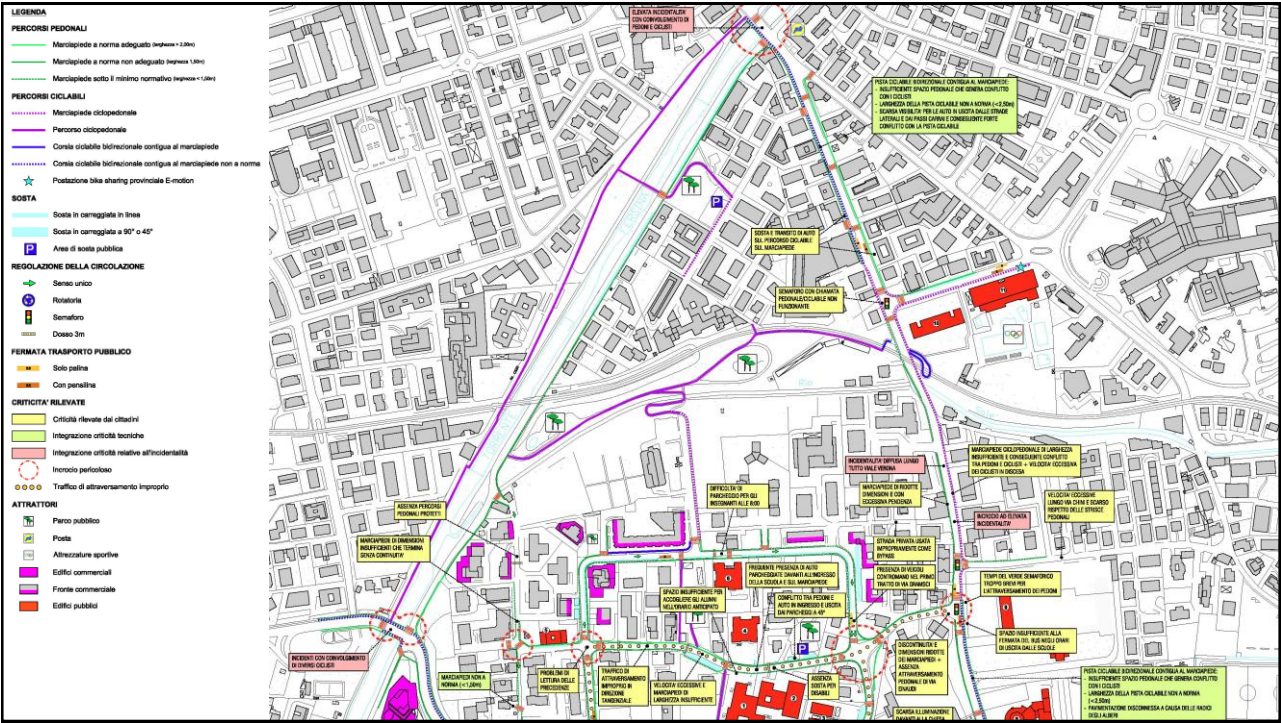 LEGENDA
PERCORSI PEDONALI
Marciapiede a norma adeguato (larghezza > 2,00m)
Marciapiede a norma non adeguato (larghezza 1,50m)
Marciapiede sotto il minimo normativo (larghezza < 1,50m)
PERCORSI CICLABILI
Marciapiede ciclopedonale
Percorso ciclopedonale
Corsia ciclabile bidirezionale contigua al marciapiede
Corsia ciclabile bidirezionale contigua al marciapiede non a norma
Postazione bike sharing provinciale E-motion
SOSTA
Sosta in carreggiata in linea
Sosta in carreggiata a 90° o 45°
P
Area di sosta pubblica
REGOLAZIONE DELLA CIRCOLAZIONE
Senso unico
Rotatoria
Semaforo
Dosso 3m
FERMATA TRASPORTO PUBBLICO
Solo palina
Con pensilina
CRITICITA' RILEVATE
Criticità rilevate dai cittadini
Integrazione criticità tecniche
Integrazione criticità relative all'incidentalità
Incrocio pericoloso
Traffico di attraversamento improprio
ATTRATTORI
Parco pubblico
Posta
Attrezzature sportive
Edifici commerciali
Fronte commerciale
Edifici pubblici
ELEVATA INCIDENTALITA'
CON COINVOLGIMENTO DI
PEDONI E CICLISTI
PISTA CICLABILE BIDIREZIONALE CONTIGUA AL MARCIAPIEDE:
- INSUFFICIENTE SPAZIO PEDONALE CHE GENERA CONFLITTO
CON I CICLISTI
- LARGHEZZA DELLA PISTA CICLABILE NON A NORMA (<2,50m)
- SCARSA VISIBILITA' PER LE AUTO IN USCITA DALLE STRADE
LATERALI E DAI PASSI CARRAI E CONSEGUENTE FORTE
CONFLITTO CON LA PISTA CICLABILE
P
SOSTA E TRANSITO DI AUTO
SUL PERCORSO CICLABILE
SUL MARCIAPIEDE
SEMAFORO CON CHIAMATA
PEDONALE/CICLABILE NON
FUNZIONANTE
11
10
INCIDENTALITA' DIFFUSA LUNGO
TUTTO VIALE VERONA
MARCIAPIEDE CICLOPEDONALE DI LARGHEZZA
INSUFFICIENTE E CONSEGUENTE CONFLITTO
TRA PEDONI E CICLISTI + VELOCITA' ECCESSIVA
DEI CICLISTI IN DISCESA
MARCIAPIEDE DI RIDOTTE
DIMENSIONI E CON
ECCESSIVA PENDENZA
DIFFICOLTA' DI
PARCHEGGIO PER GLI
INSEGNANTI ALLE 8:00
VELOCITA' ECCESSIVE
LUNGO VIA CHINI E SCARSO
RISPETTO DELLE STRISCE
PEDONALI
ASSENZA PERCORSI
PEDONALI PROTETTI
INCROCIO AD ELEVATA
INCIDENTALITA'
MARCIAPIEDE DI DIMENSIONI
INSUFFICIENTI CHE TERMINA
SENZA CONTINUITA'
STRADA PRIVATA USATA
IMPROPRIAMENTE COME
BYPASS
FREQUENTE PRESENZA DI AUTO
PARCHEGGIATE DAVANTI ALL'INGRESSO
DELLA SCUOLA E SUL MARCIAPIEDE
PRESENZA DI VEICOLI
CONTROMANO NEL PRIMO
TRATTO DI VIA GRAMSCI
TEMPI DEL VERDE SEMAFORICO
TROPPO BREVI PER
L'ATTRAVERSAMENTO DEI PEDONI
SPAZIO INSUFFICIENTE PER
ACCOGLIERE GLI ALUNNI
NELL'ORARIO ANTICIPATO
CONFLITTO TRA PEDONI E
AUTO IN INGRESSO E USCITA
DAI PARCHEGGI A 45°
SPAZIO INSUFFICIENTE ALLA
FERMATA DEL BUS NEGLI ORARI
DI USCITA DALLE SCUOLE
P
INCIDENTI CON COINVOLGIMENTO
DI DIVERSI CICLISTI
MARCIAPIEDI NON A
NORMA (<1,50m)
PROBLEMI DI
LETTURA DELLE
PRECEDENZE
TRAFFICO DI
ATTRAVERSAMENTO
IMPROPRIO IN
DIREZIONE
TANGENZIALE
VELOCITA' ECCESSIVE E
MARCIAPIEDI DI
LARGHEZZA INSUFFICIENTE
ASSENZA
SOSTA PER
DISABILI
DISCONTINUITA' E
DIMENSIONI RIDOTTE
DEI MARCIAPIEDI +
ASSENZA
ATTRAVERSAMENTO
PEDONALE DI VIA
EINAUDI
PISTA CICLABILE BIDIREZIONALE CONTIGUA AL MARCIAPIEDE:
- INSUFFICIENTE SPAZIO PEDONALE CHE GENERA CONFLITTO
CON I CICLISTI
- LARGHEZZA DELLA PISTA CICLABILE NON A NORMA
(<2,50m)
- PAVIMENTAZIONE DISCONNESSA A CAUSA DELLE RADICI
DEGLI ALBERI
SCARSA ILLUMINAZIONE